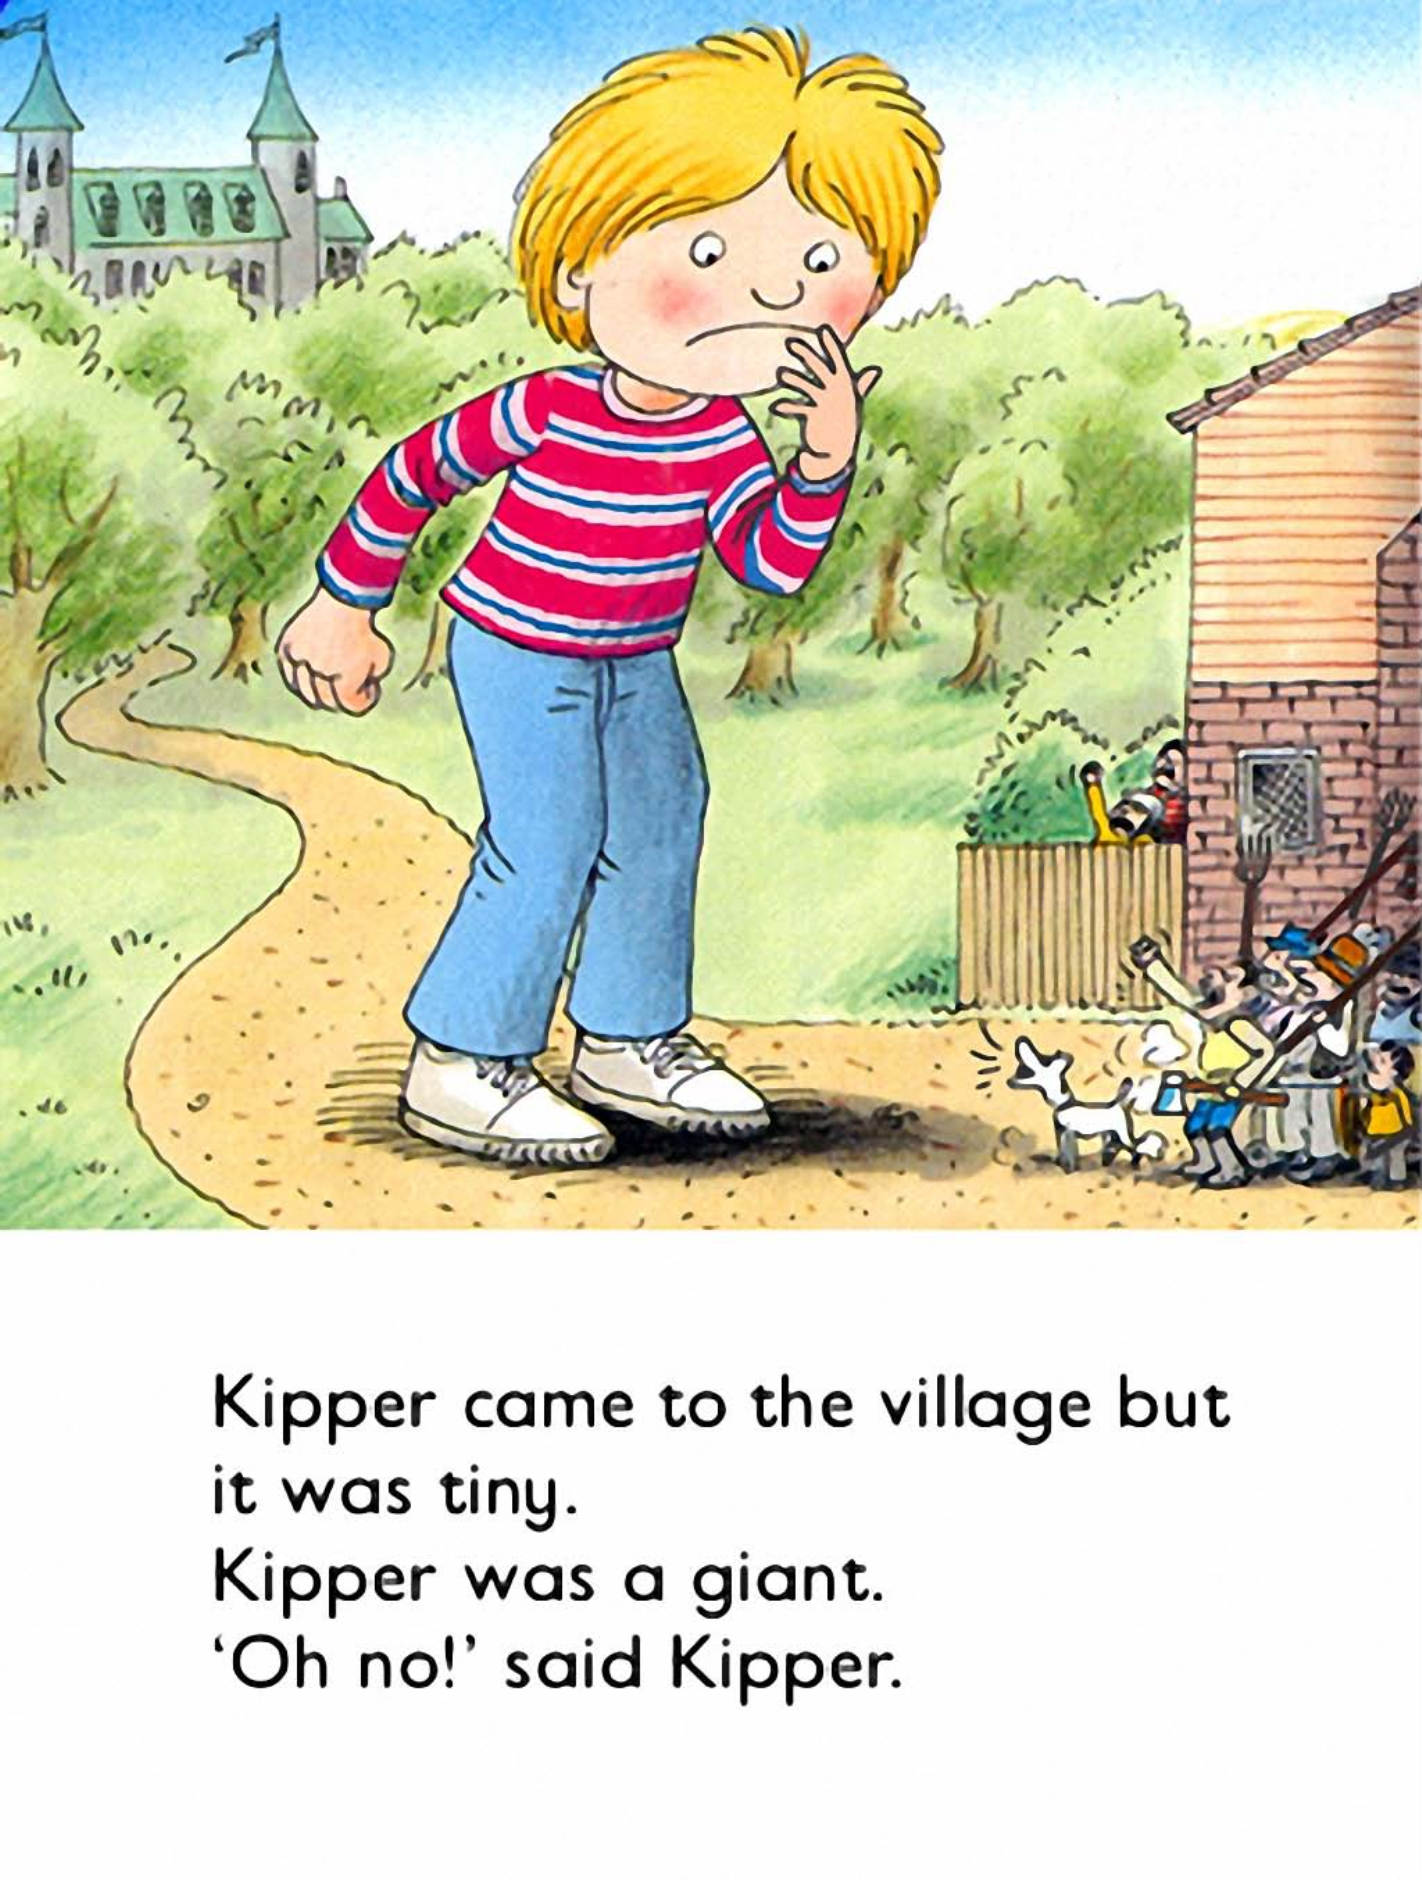 Kipper came to the village but
it was tiny.
Kipper was a giant.
‘Oh no!’ said Kipper.